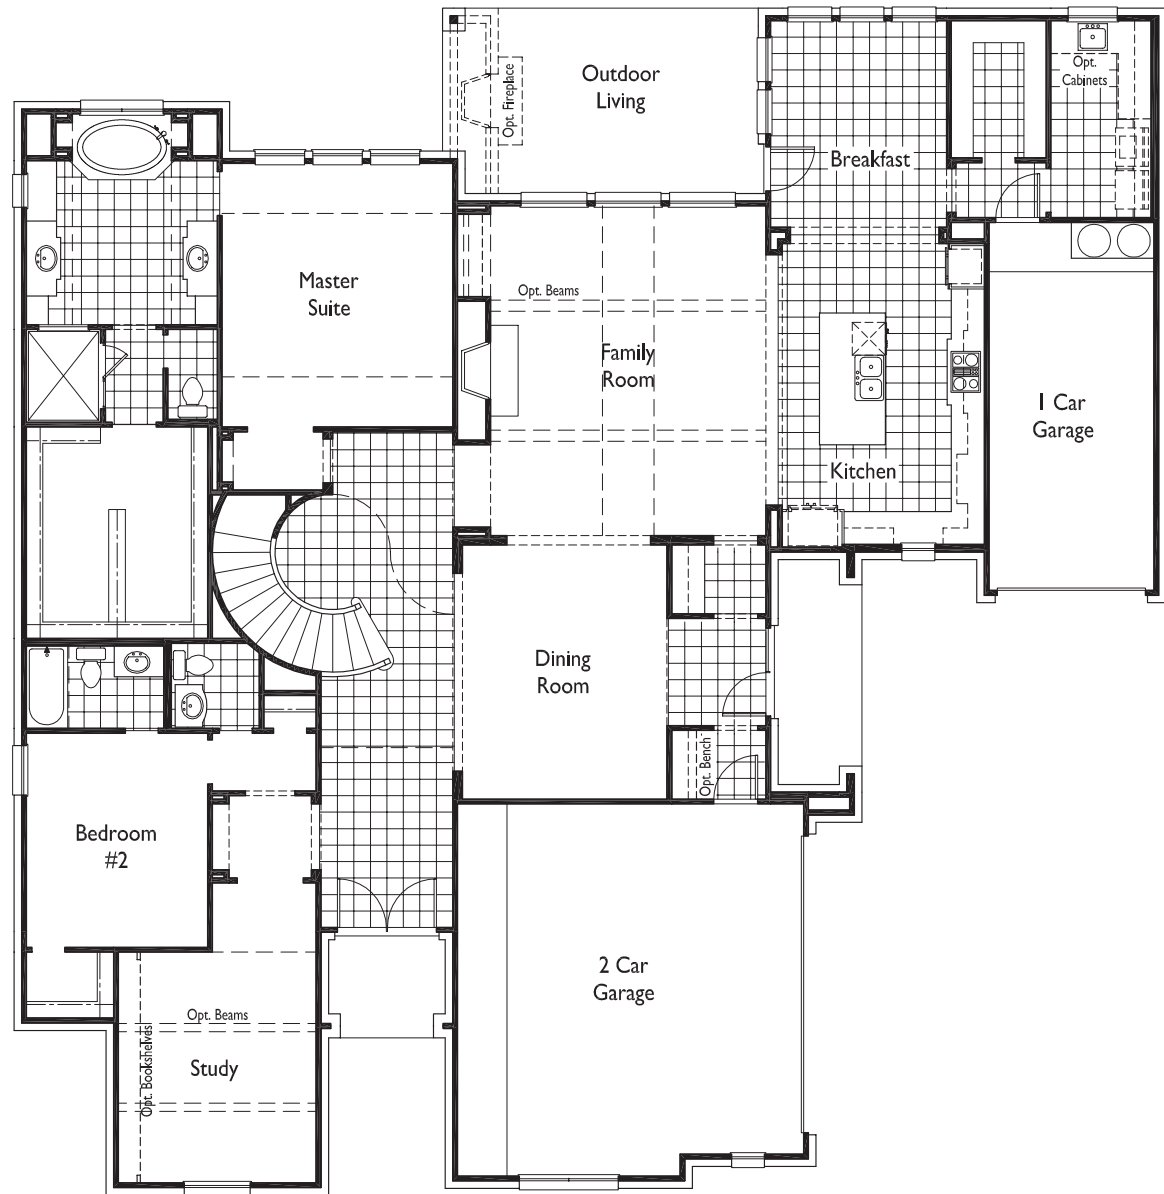 Outdoor
Living
Opt. Fireplace
Opt.
Cabinets
Breakfast
Master
Suite
Opt. Beams
Family
Room
1 Car
Garage
Kitchen
Dining
Room
Opt. Bench
Bedroom
#2
2 Car
Garage
Opt. Beams
Opt. Bookshelves
Study